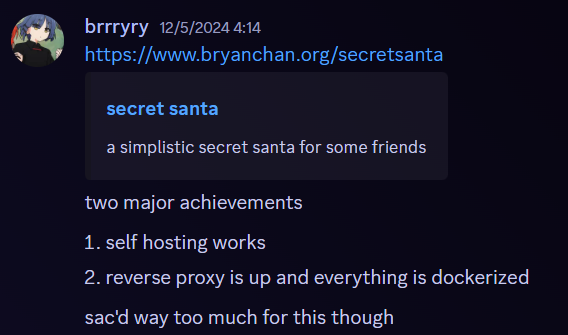 brrryry 12/5/2024 4:14
https://www.bryanchan.org/secretsanta
secret santa
a simplistic secret santa for some friends
two major achievements
1. self hosting works
2. reverse proxy is up and everything is dockerized
sac'd way too much for this though